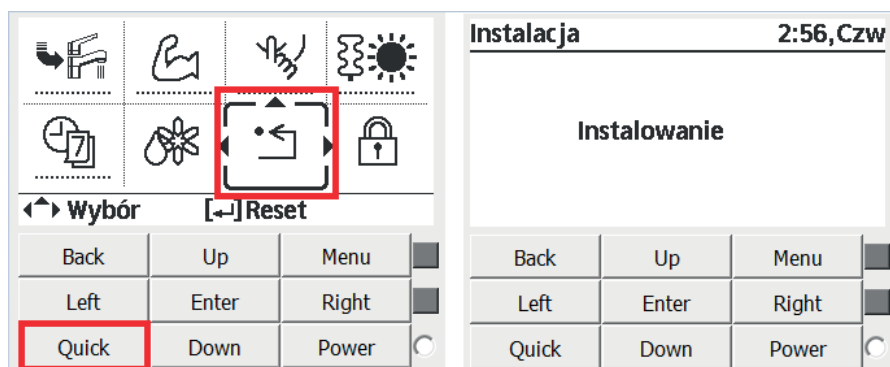 7
Wybór [↵]Reset
Back Up Menu
Left Enter Right
Quick Down Power
Instalacja 2:56,Czw
Instalowanie
Back Up Menu
Left Enter Right
Quick Down Power